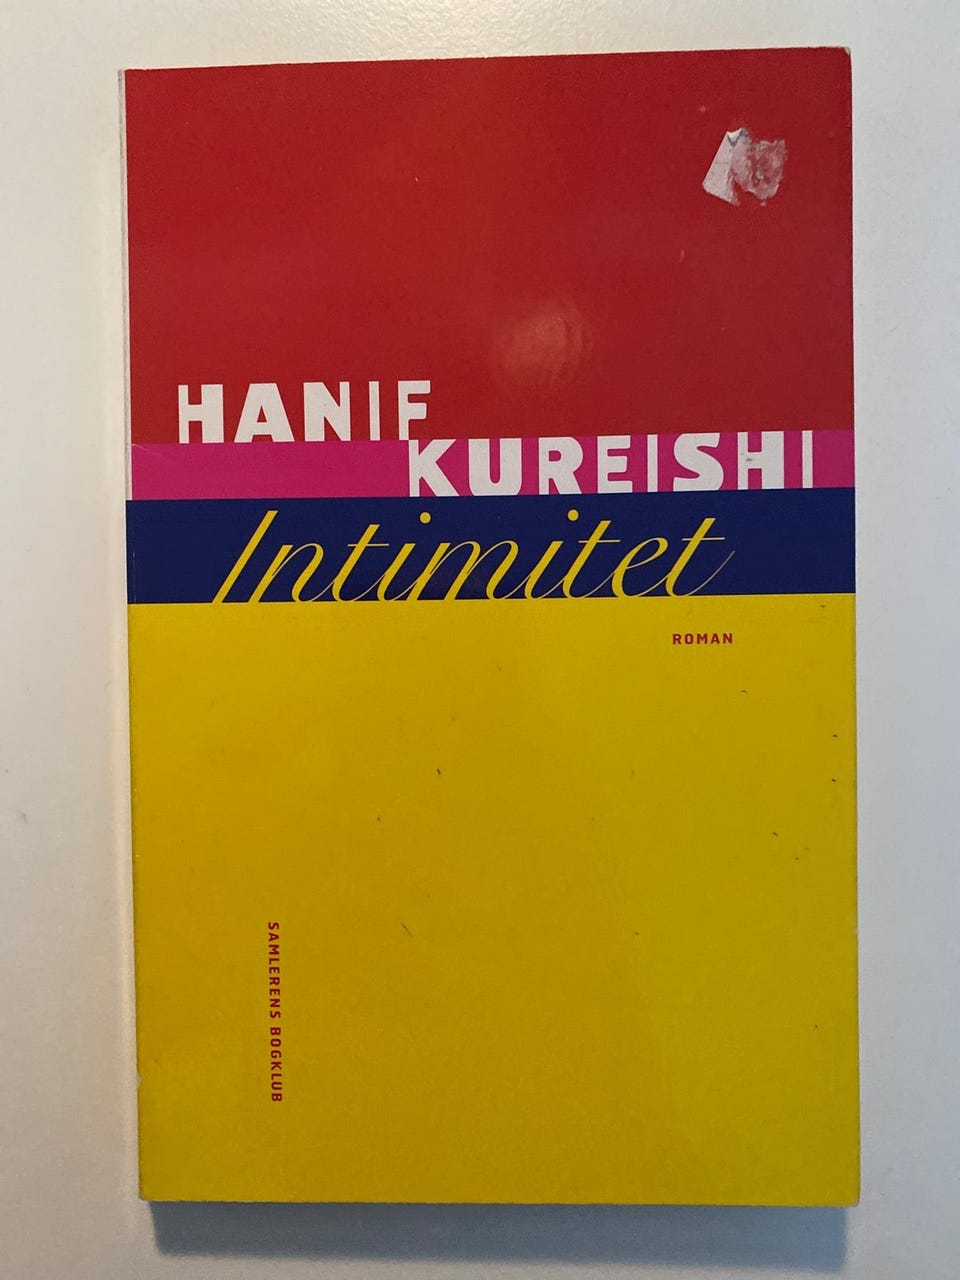 HANIF
KUREISHI
Intimitet
ROMAN
SAMLERENS BOGKLUB